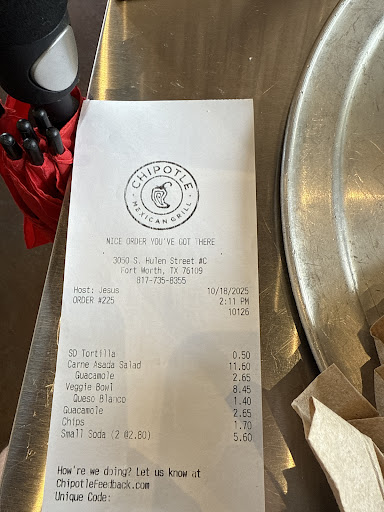 CHIPOTLE
MEXICAN GRILL
NICE ORDER YOU'VE GOT THERE
3050 S. Hulen Street #C
Fort Worth, TX 76109
817-735-8355
Host: Jesus 10/18/2025
ORDER #225 2:11 PM
10126
SD Tortilla 0.50
Carne Asada Salad 11.60
Guacamole 2.65
Veggie Bowl 8.45
Queso Blanco 1.40
Guacamole 2.65
Chips 1.70
Small Soda (2 @2.80) 5.60
How're we doing? Let us know at
ChipotleFeedback.com
Unique Code: